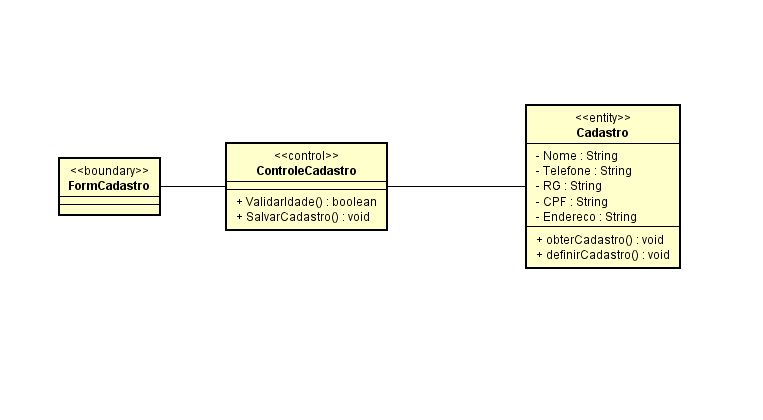 <<boundary>>
FormCadastro
<<control>>
ControleCadastro
+ ValidarIdade() : boolean
+ SalvarCadastro() : void
<<entity>>
Cadastro
- Nome : String
- Telefone : String
- RG : String
- CPF : String
- Endereco : String
+ obterCadastro() : void
+ definirCadastro() : void